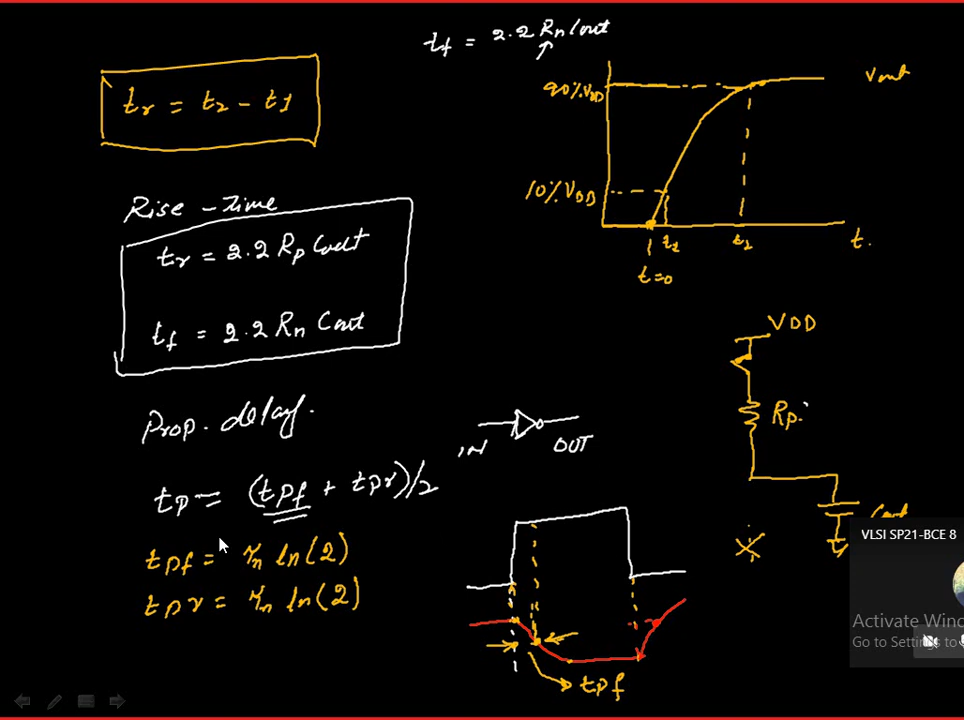 tf = 2.2 Rn Cout
tr = t2 - t1
90% VDD
Vout
10% VDD
t
t=0
Rise-Time
tr = 2.2 Rp Cout
tf = 2.2 Rn Cout
VDD
Rp
Cout
Prop. delay.
IN
OUT
tp = (tpf + tpr)/2
tpf = τn ln(2)
tpr = τn ln(2)
tpf
VLSI SP21-BCE 8
Activate Wind
Go to Settings to